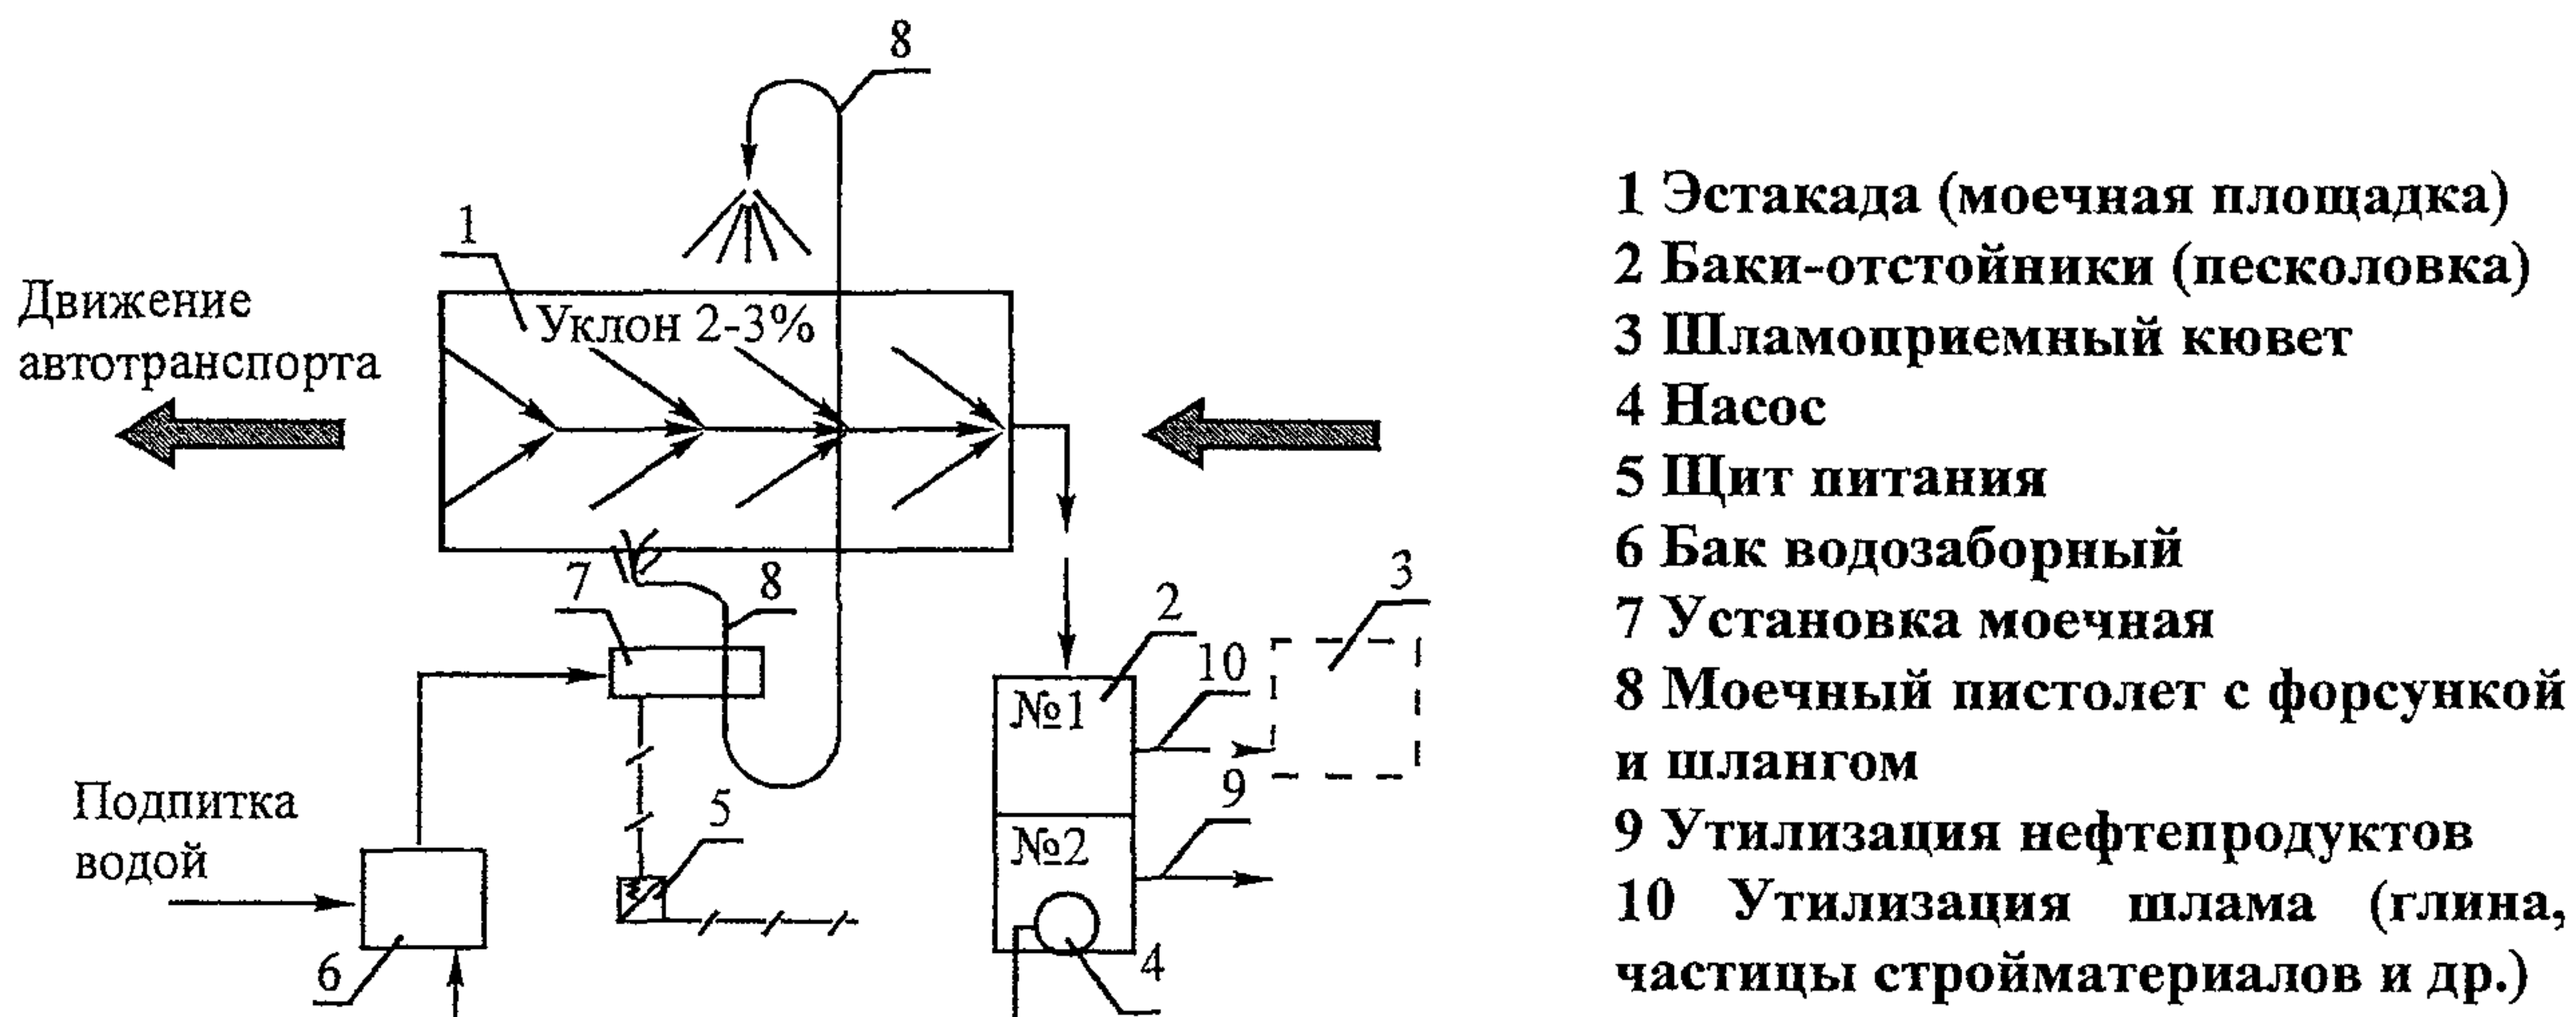 8
1
Уклон 2-3%
Движение
автотранспорта
7
8
2
3
10
№1
9
№2
5
Подпитка
водой
6
4
1 Эстакада (моечная площадка)
2 Баки-отстойники (песколовка)
3 Шламоприемный кювет
4 Насос
5 Щит питания
6 Бак водозаборный
7 Установка моечная
8 Моечный пистолет с форсункой
и шлангом
9 Утилизация нефтепродуктов
10 Утилизация шлама (глина,
частицы стройматериалов и др.)